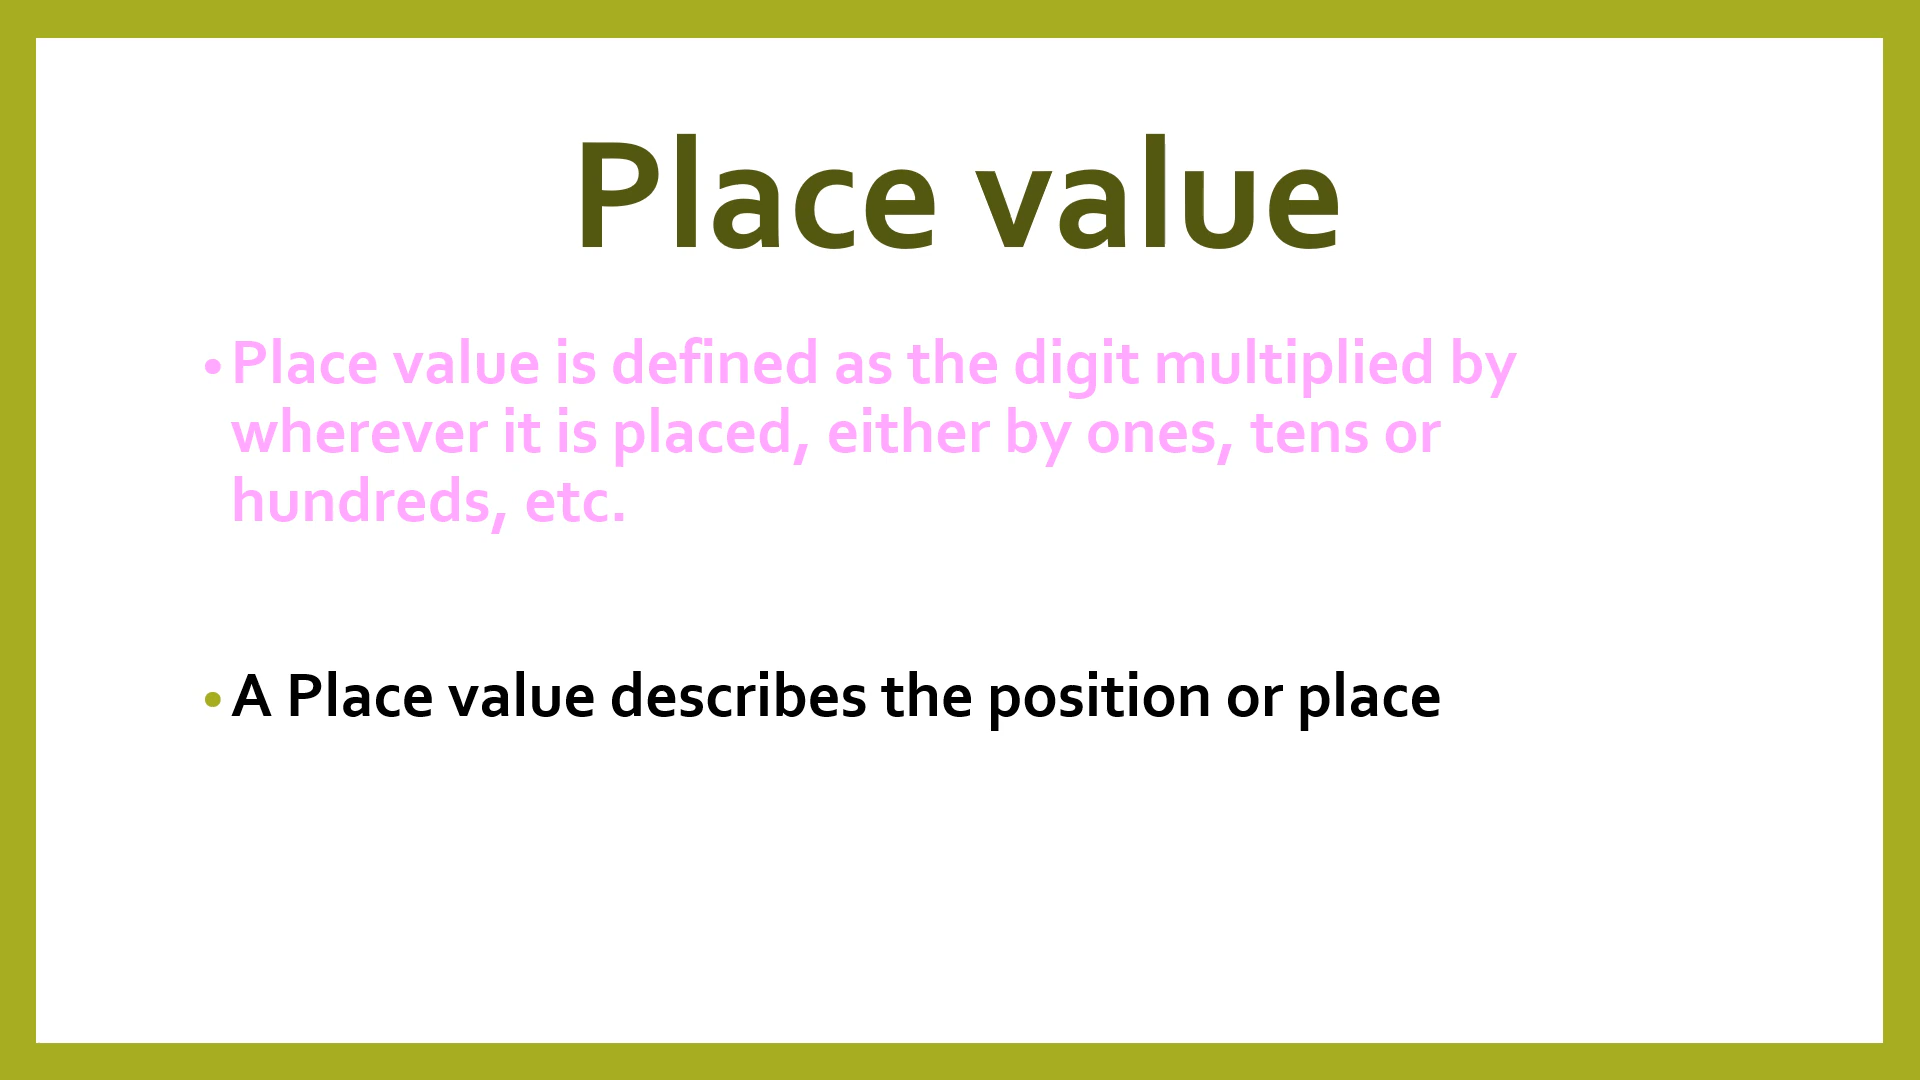 Place value
• Place value is defined as the digit multiplied by
wherever it is placed, either by ones, tens or
hundreds, etc.
• A Place value describes the position or place